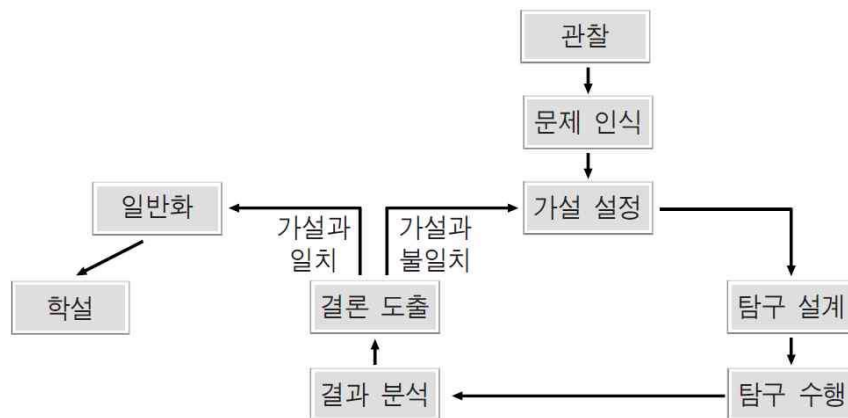 관찰
문제 인식
가설 설정
일반화
가설과
일치
가설과
불일치
학설
결론 도출
탐구 설계
결과 분석
탐구 수행